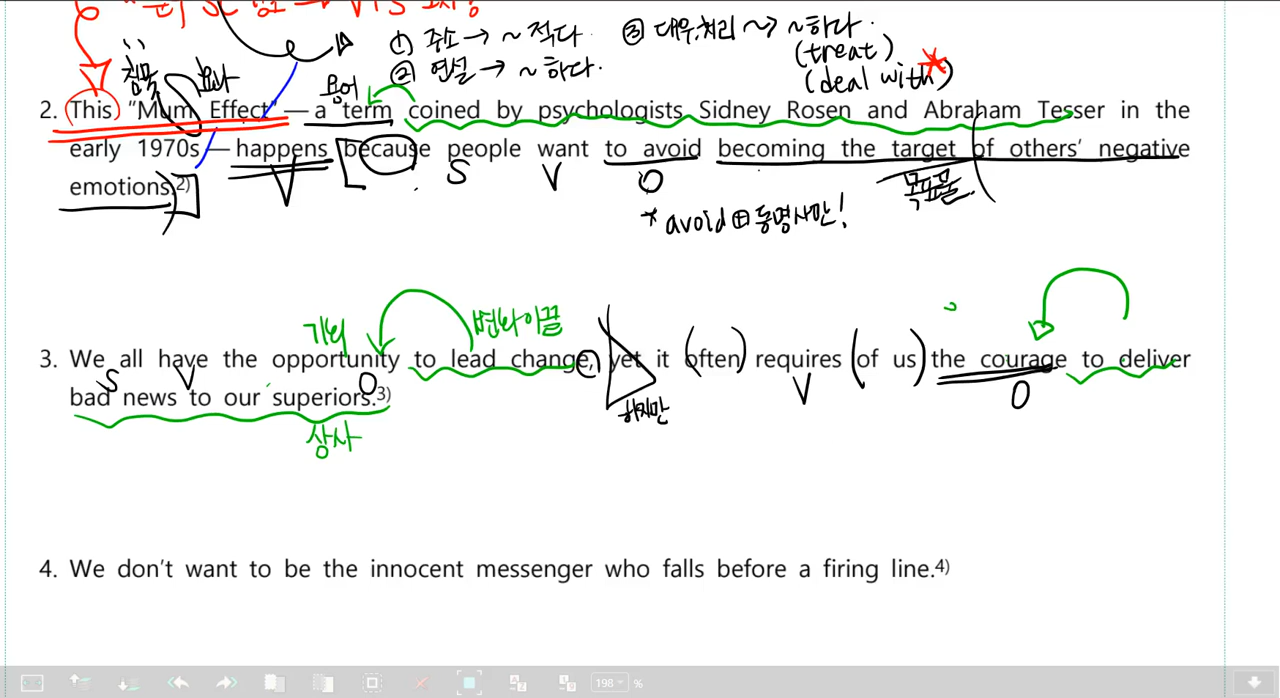 ① 주소 → ~ 적다. ③ 대우, 처리 ~> ~하다.
(treat)
② 연설 → ~ 하다.
(deal with)
침묵 효과 용어
2. This "Mum Effect" — a term coined by psychologists Sidney Rosen and Abraham Tesser in the
early 1970s — happens because people want to avoid becoming the target of others' negative
S V O 목표물
emotions.2)
V
* avoid ⊕ 동명사만!
기회
3. We all have the opportunity to lead change, yet it often requires of us the courage to deliver
S V O 하지만 V O
bad news to our superiors.3)
상사
4. We don't want to be the innocent messenger who falls before a firing line.4)
198 %